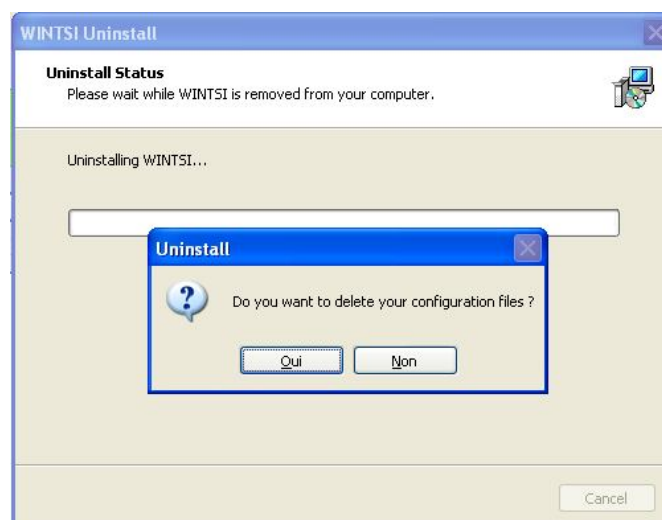 WINTSI Uninstall
Uninstall Status
Please wait while WINTSI is removed from your computer.
Uninstalling WINTSI...
Uninstall
Do you want to delete your configuration files ?
Oui
Non
Cancel